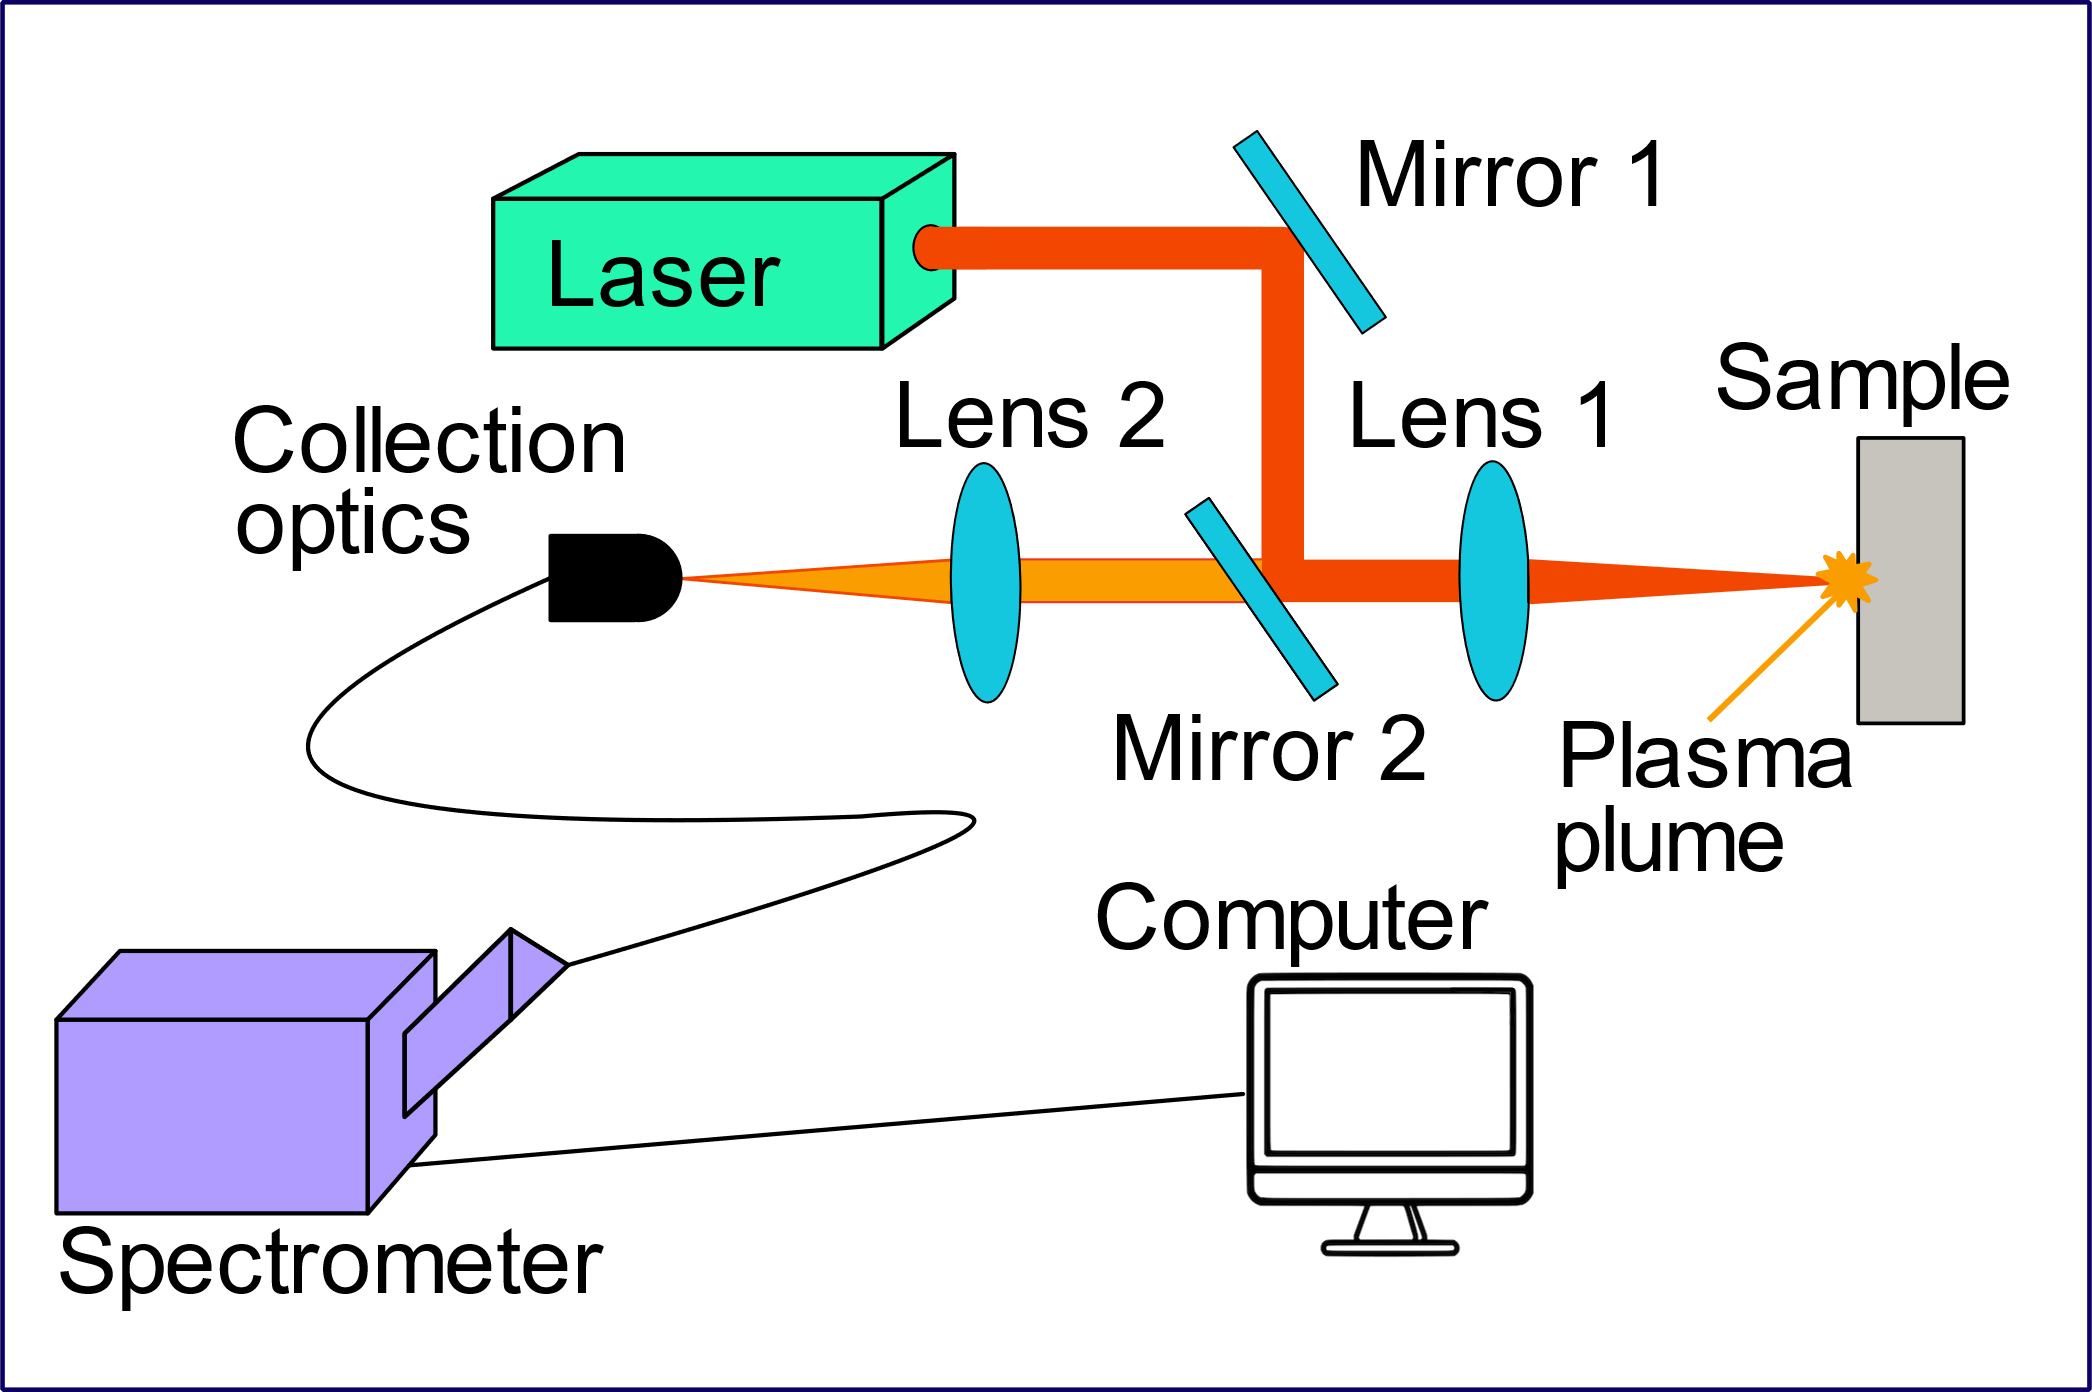 Mirror 1
Laser
Sample
Lens 2
Lens 1
Collection
optics
Mirror 2
Plasma
plume
Computer
Spectrometer